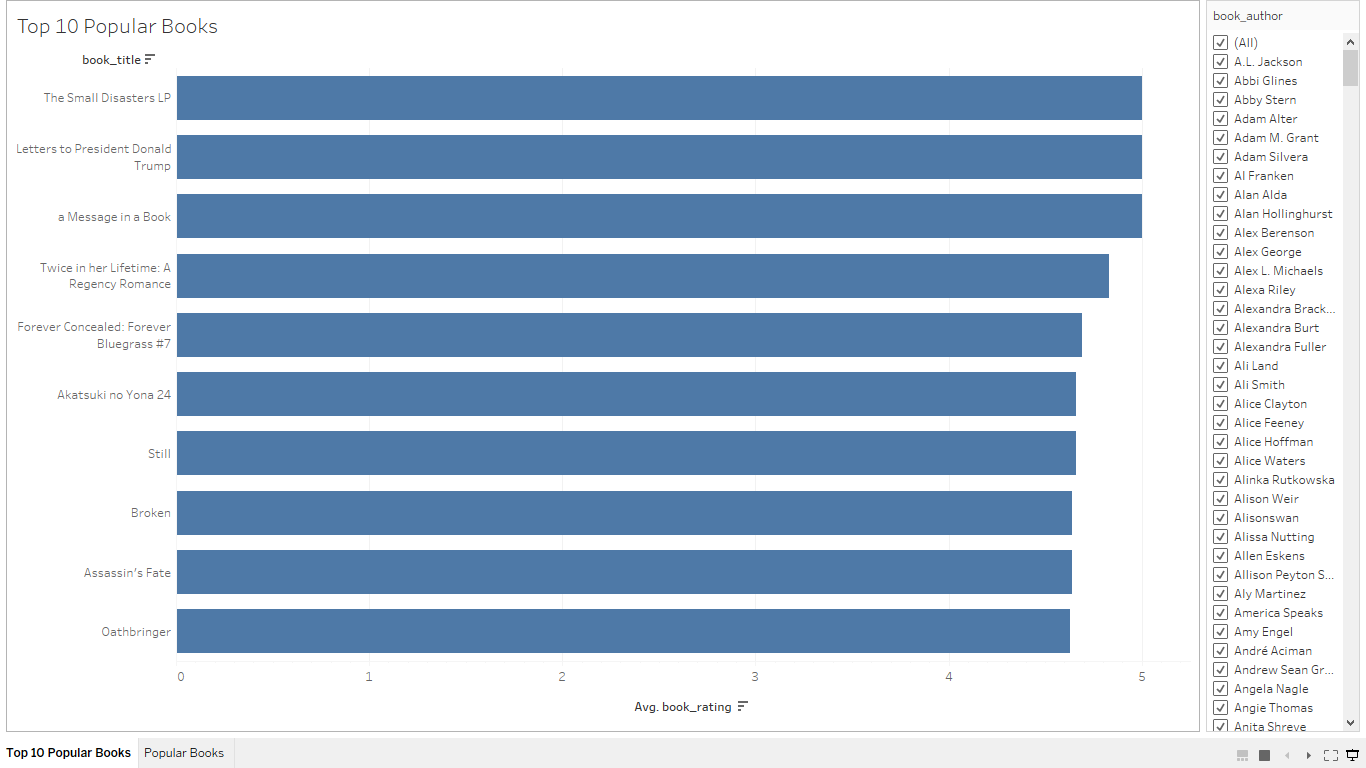 Top 10 Popular Books
book_title
The Small Disasters LP
Letters to President Donald
Trump
a Message in a Book
Twice in her Lifetime: A
Regency Romance
Forever Concealed: Forever
Bluegrass #7
Akatsuki no Yona 24
Still
Broken
Assassin's Fate
Oathbringer
0 1 2 3 4 5
Avg. book_rating
book_author
(All)
A.L. Jackson
Abbi Glines
Abby Stern
Adam Alter
Adam M. Grant
Adam Silvera
Al Franken
Alan Alda
Alan Hollinghurst
Alex Berenson
Alex George
Alex L. Michaels
Alexa Riley
Alexandra Brack...
Alexandra Burt
Alexandra Fuller
Ali Land
Ali Smith
Alice Clayton
Alice Feeney
Alice Hoffman
Alice Waters
Alinka Rutkowska
Alison Weir
Alisonswan
Alissa Nutting
Allen Eskens
Allison Peyton S...
Aly Martinez
America Speaks
Amy Engel
André Aciman
Andrew Sean Gr...
Angela Nagle
Angie Thomas
Anita Shreve
Top 10 Popular Books
Popular Books